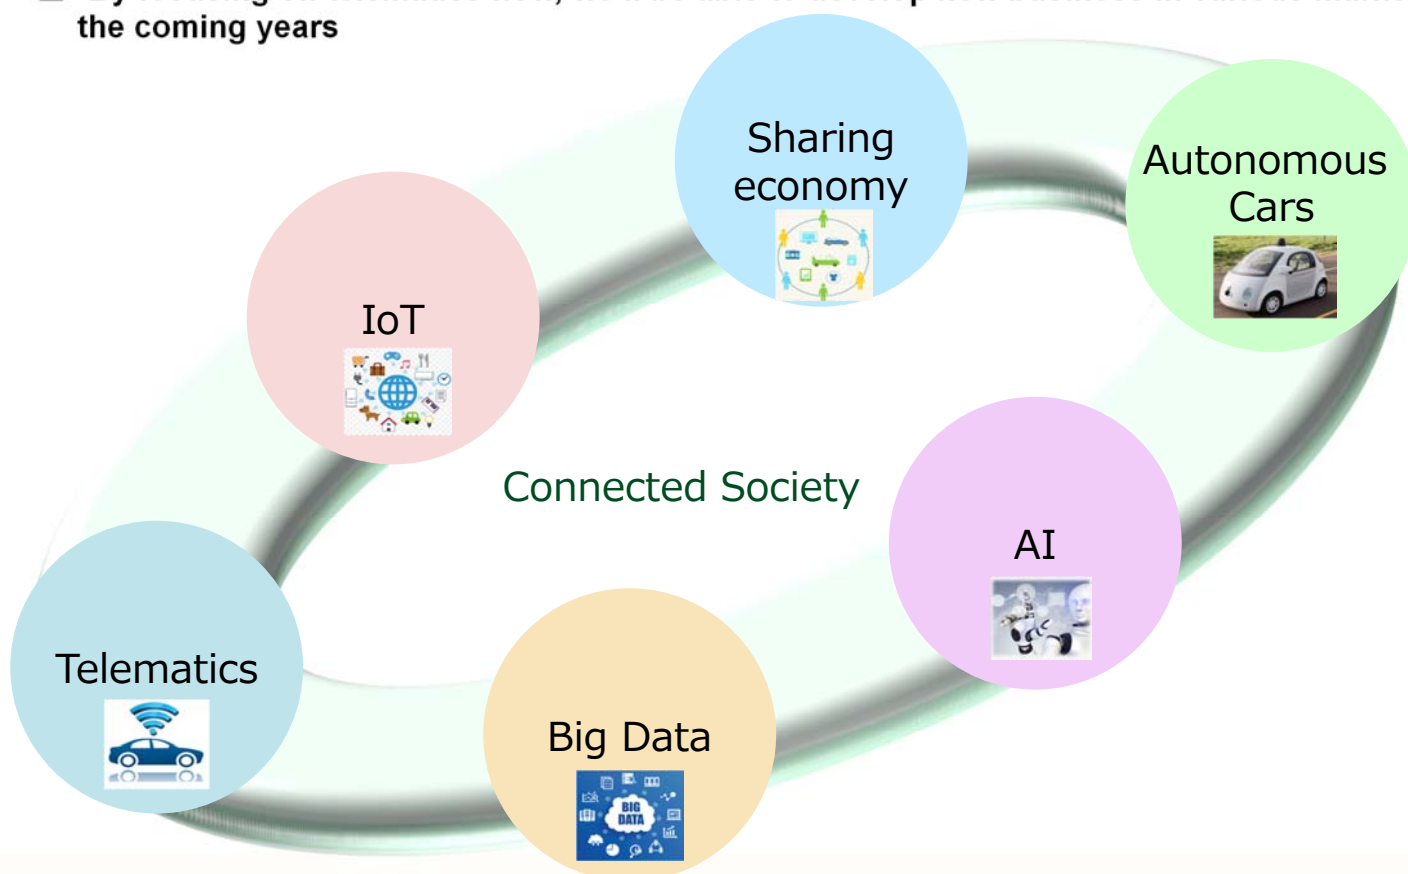 the coming years
Sharing
economy
Autonomous
Cars
IoT
Connected Society
AI
Telematics
Big Data
BIG
DATA